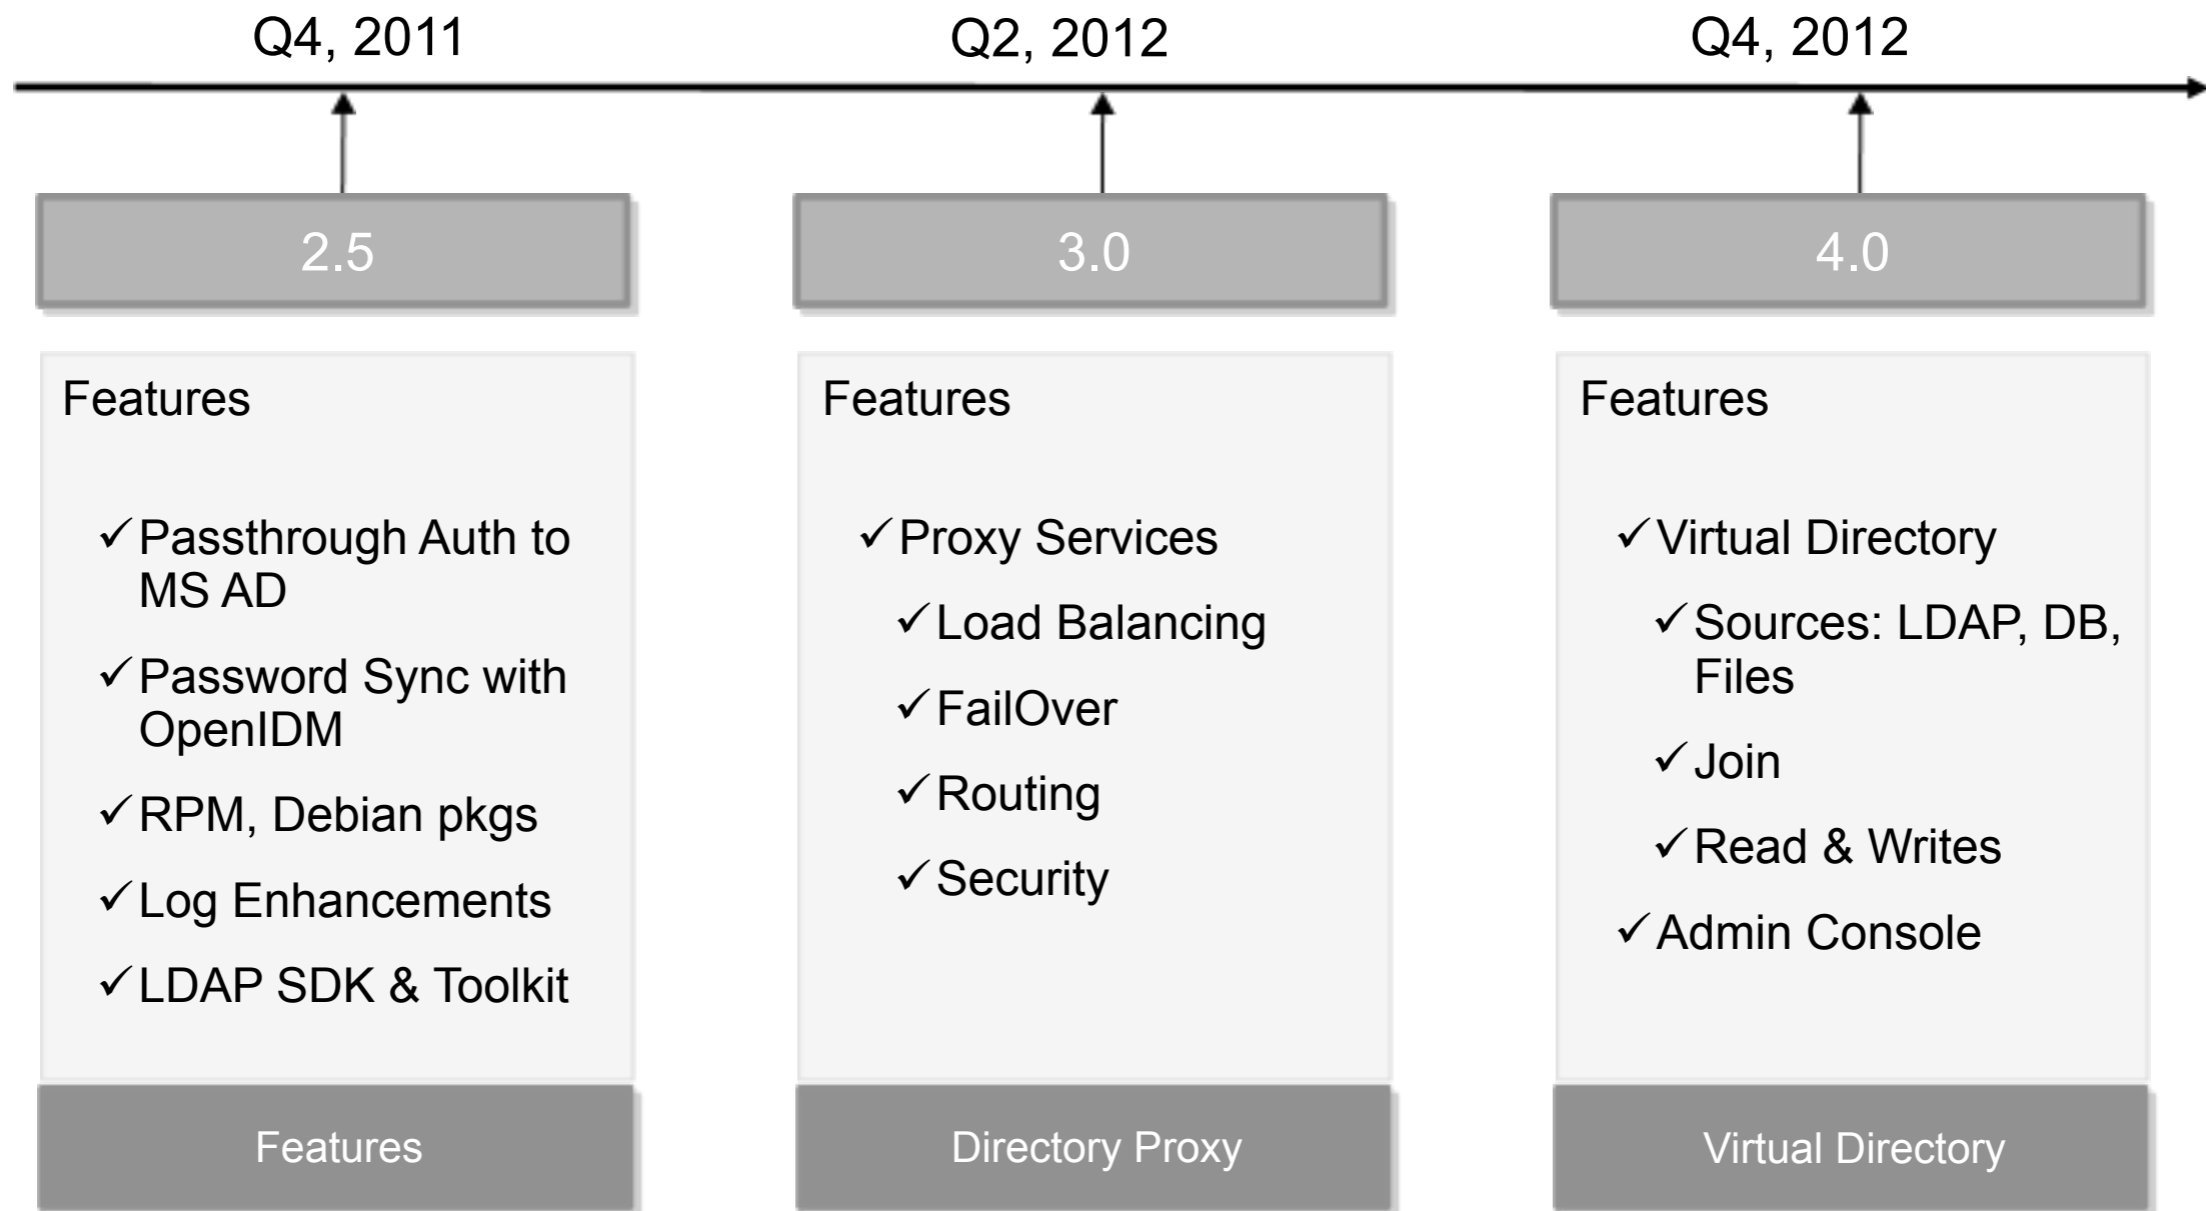 Q4, 2011
Q2, 2012
Q4, 2012
2.5
3.0
4.0
Features
✓Passthrough Auth to
MS AD
✓Password Sync with
OpenIDM
✓RPM, Debian pkgs
✓Log Enhancements
✓LDAP SDK & Toolkit
Features
Features
✓Proxy Services
✓Load Balancing
✓FailOver
✓Routing
✓Security
Directory Proxy
Features
✓Virtual Directory
✓Sources: LDAP, DB,
Files
✓Join
✓Read & Writes
✓Admin Console
Virtual Directory